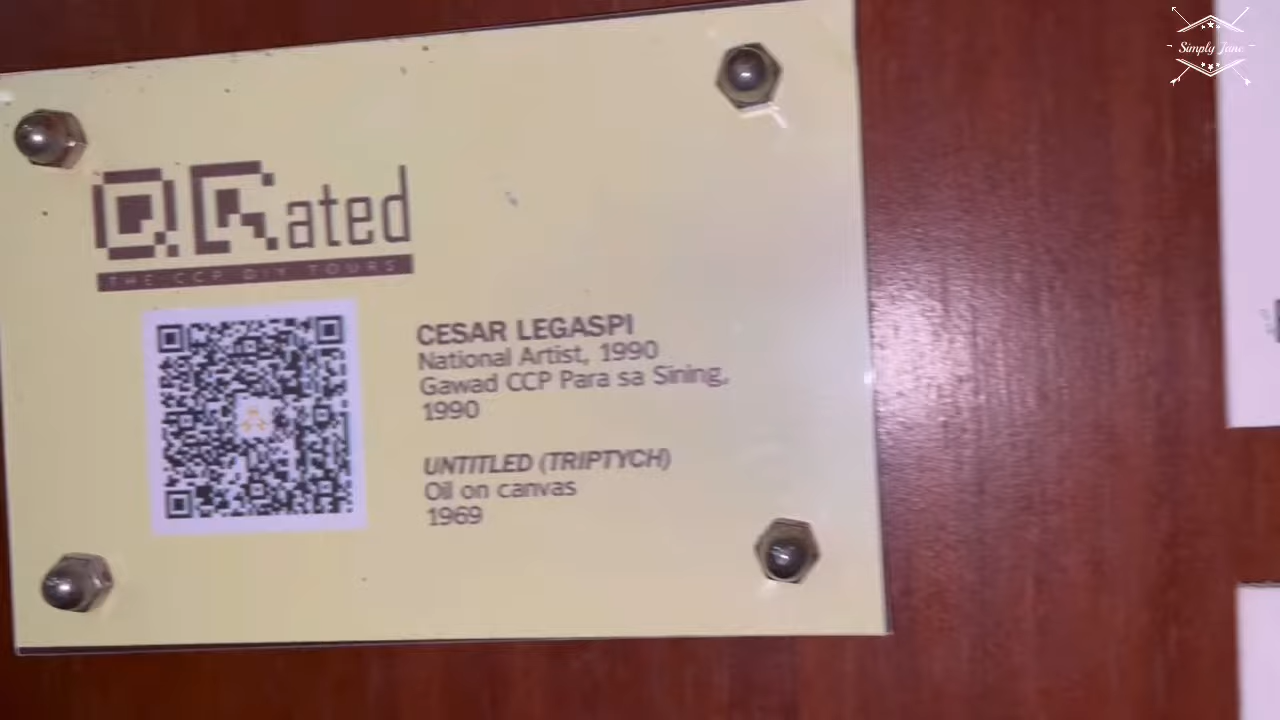 Simply Jane
QRated
THE CCP DIY TOURS
CESAR LEGASPI
National Artist, 1990
Gawad CCP Para sa Sining,
1990
UNTITLED (TRIPTYCH)
Oil on canvas
1969